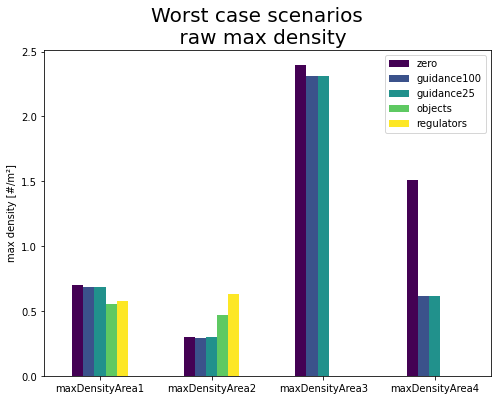 Worst case scenarios
raw max density
max density [#/m²]
2.5
2.0
1.5
1.0
0.5
0.0
zero
guidance100
guidance25
objects
regulators
maxDensityArea1 maxDensityArea2 maxDensityArea3 maxDensityArea4